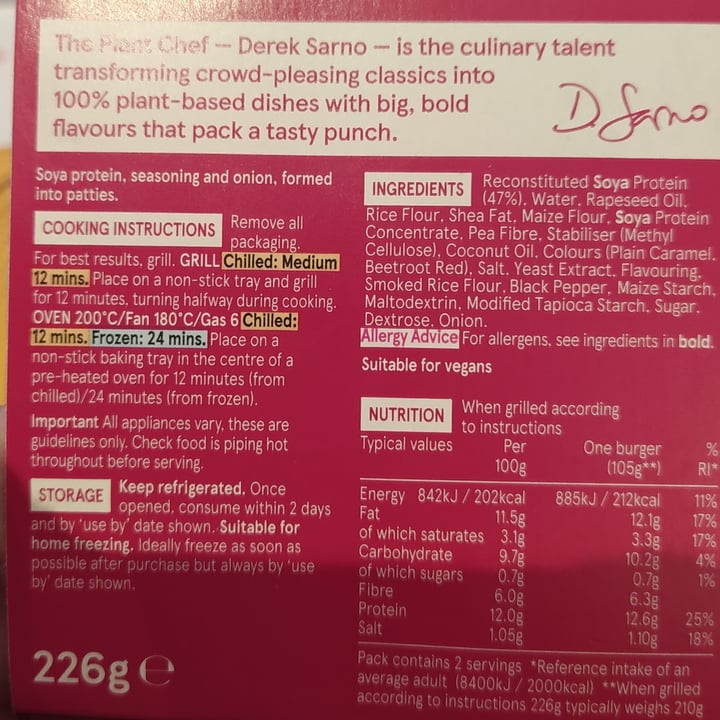 The Plant Chef — Derek Sarno — is the culinary talent
transforming crowd-pleasing classics into
100% plant-based dishes with big, bold
flavours that pack a tasty punch.
D. Sarno
Soya protein, seasoning and onion, formed
into patties.
COOKING INSTRUCTIONS Remove all
packaging.
For best results, grill. GRILL Chilled: Medium
12 mins. Place on a non-stick tray and grill
for 12 minutes, turning halfway during cooking.
OVEN 200°C/Fan 180°C/Gas 6 Chilled:
12 mins. Frozen: 24 mins. Place on a
non-stick baking tray in the centre of a
pre-heated oven for 12 minutes (from
chilled)/24 minutes (from frozen).
Important All appliances vary, these are
guidelines only. Check food is piping hot
throughout before serving.
STORAGE Keep refrigerated. Once
opened, consume within 2 days
and by 'use by' date shown. Suitable for
home freezing. Ideally freeze as soon as
possible after purchase but always by 'use
by' date shown.
226g e
INGREDIENTS Reconstituted Soya Protein
(47%), Water, Rapeseed Oil,
Rice Flour, Shea Fat, Maize Flour, Soya Protein
Concentrate, Pea Fibre, Stabiliser (Methyl
Cellulose), Coconut Oil, Colours (Plain Caramel,
Beetroot Red), Salt, Yeast Extract, Flavouring,
Smoked Rice Flour, Black Pepper, Maize Starch,
Maltodextrin, Modified Tapioca Starch, Sugar,
Dextrose, Onion.
Allergy Advice For allergens, see ingredients in bold.
Suitable for vegans
NUTRITION When grilled according
to instructions
Typical values Per One burger %
100g (105g**) RI*
Energy 842kJ / 202kcal 885kJ / 212kcal 11%
Fat 11.5g 12.1g 17%
of which saturates 3.1g 3.3g 17%
Carbohydrate 9.7g 10.2g 4%
of which sugars 0.7g 0.7g 1%
Fibre 6.0g 6.3g
Protein 12.0g 12.6g 25%
Salt 1.05g 1.10g 18%
Pack contains 2 servings *Reference intake of an
average adult (8400kJ / 2000kcal) **When grilled
according to instructions 226g typically weighs 210g